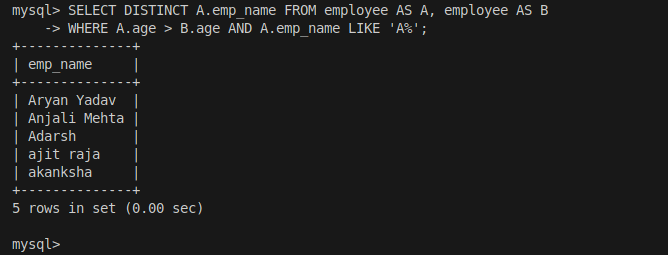 mysql> SELECT DISTINCT A.emp_name FROM employee AS A, employee AS B
    -> WHERE A.age > B.age AND A.emp_name LIKE 'A%';
+--------------+
| emp_name     |
+--------------+
| Aryan Yadav  |
| Anjali Mehta |
| Adarsh       |
| ajit raja    |
| akanksha     |
+--------------+
5 rows in set (0.00 sec)
mysql>